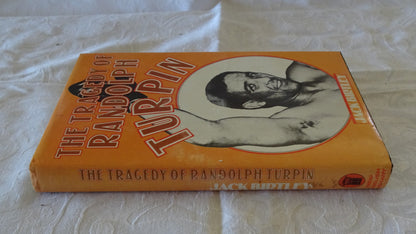 THE TRAGEDY OF
RANDOLPH
TURPIN
JACK BIRTLEY
THE TRAGEDY OF RANDOLPH TURPIN
JACK BIRTLEY